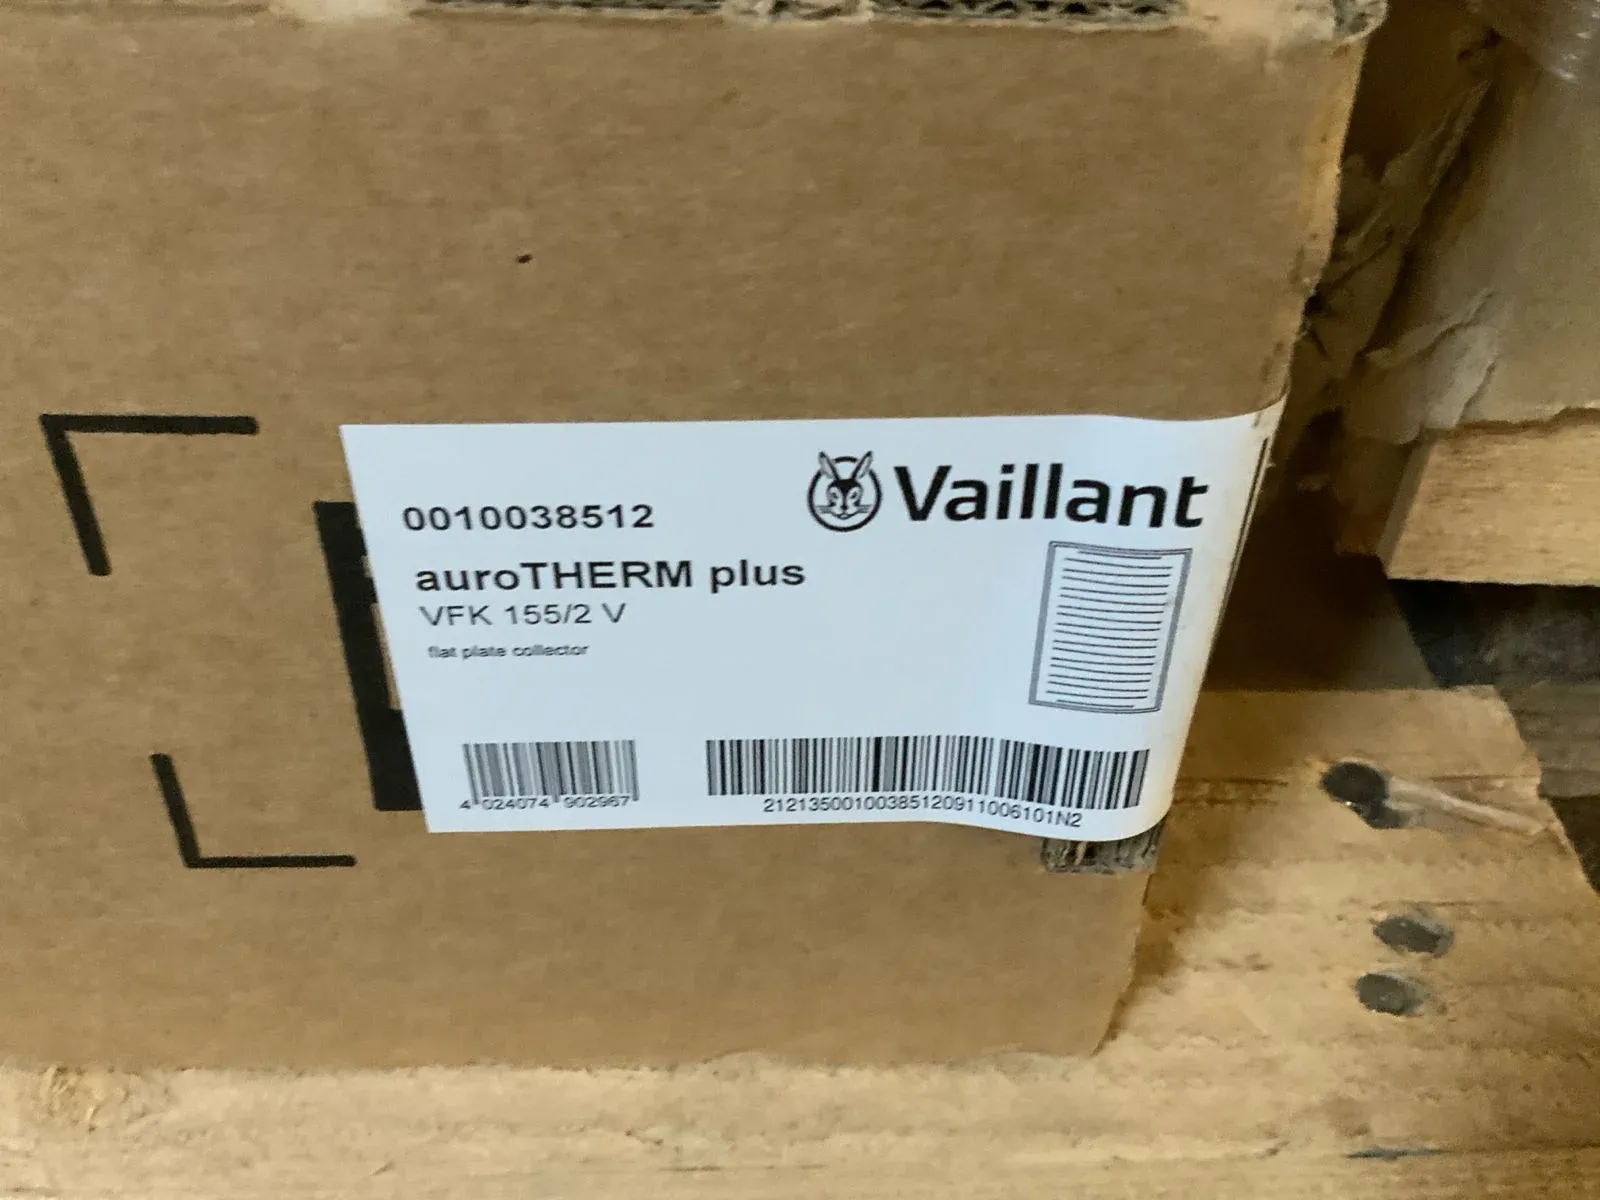 Vaillant
0010038512
auroTHERM plus
VFK 155/2 V
flat plate collector
4 024074 902967
21213500100385120911006101N2